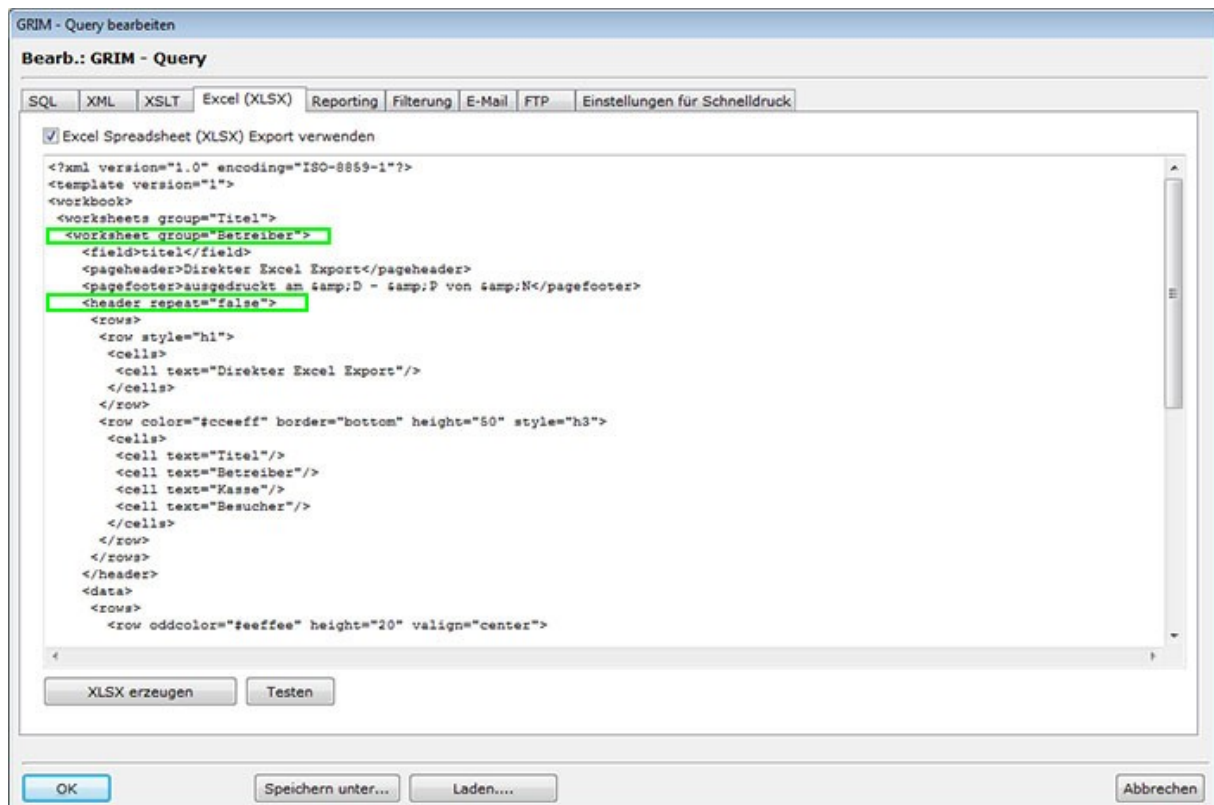 GRIM - Query bearbeiten
Bearb.: GRIM - Query
SQL XML XSLT Excel (XLSX) Reporting Filterung E-Mail FTP Einstellungen für Schnelldruck
Excel Spreadsheet (XLSX) Export verwenden
<?xml version="1.0" encoding="ISO-8859-1"?>
<template version="1">
<workbook>
<worksheets group="Titel">
<worksheet group="Betreiber">
<field>titel</field>
<pageheader>Direkter Excel Export</pageheader>
<pagefooter>ausgedruckt am &amp;D - &amp;P von &amp;N</pagefooter>
<header repeat="false">
<rows>
<row style="h1">
<cells>
<cell text="Direkter Excel Export"/>
</cells>
</row>
<row color="#cceeff" border="bottom" height="50" style="h3">
<cells>
<cell text="Titel"/>
<cell text="Betreiber"/>
<cell text="Kasse"/>
<cell text="Besucher"/>
</cells>
</row>
</rows>
</header>
<data>
<rows>
<row oddcolor="#eeffee" height="20" valign="center">
XLSX erzeugen Testen
OK Speichern unter... Laden.... Abbrechen